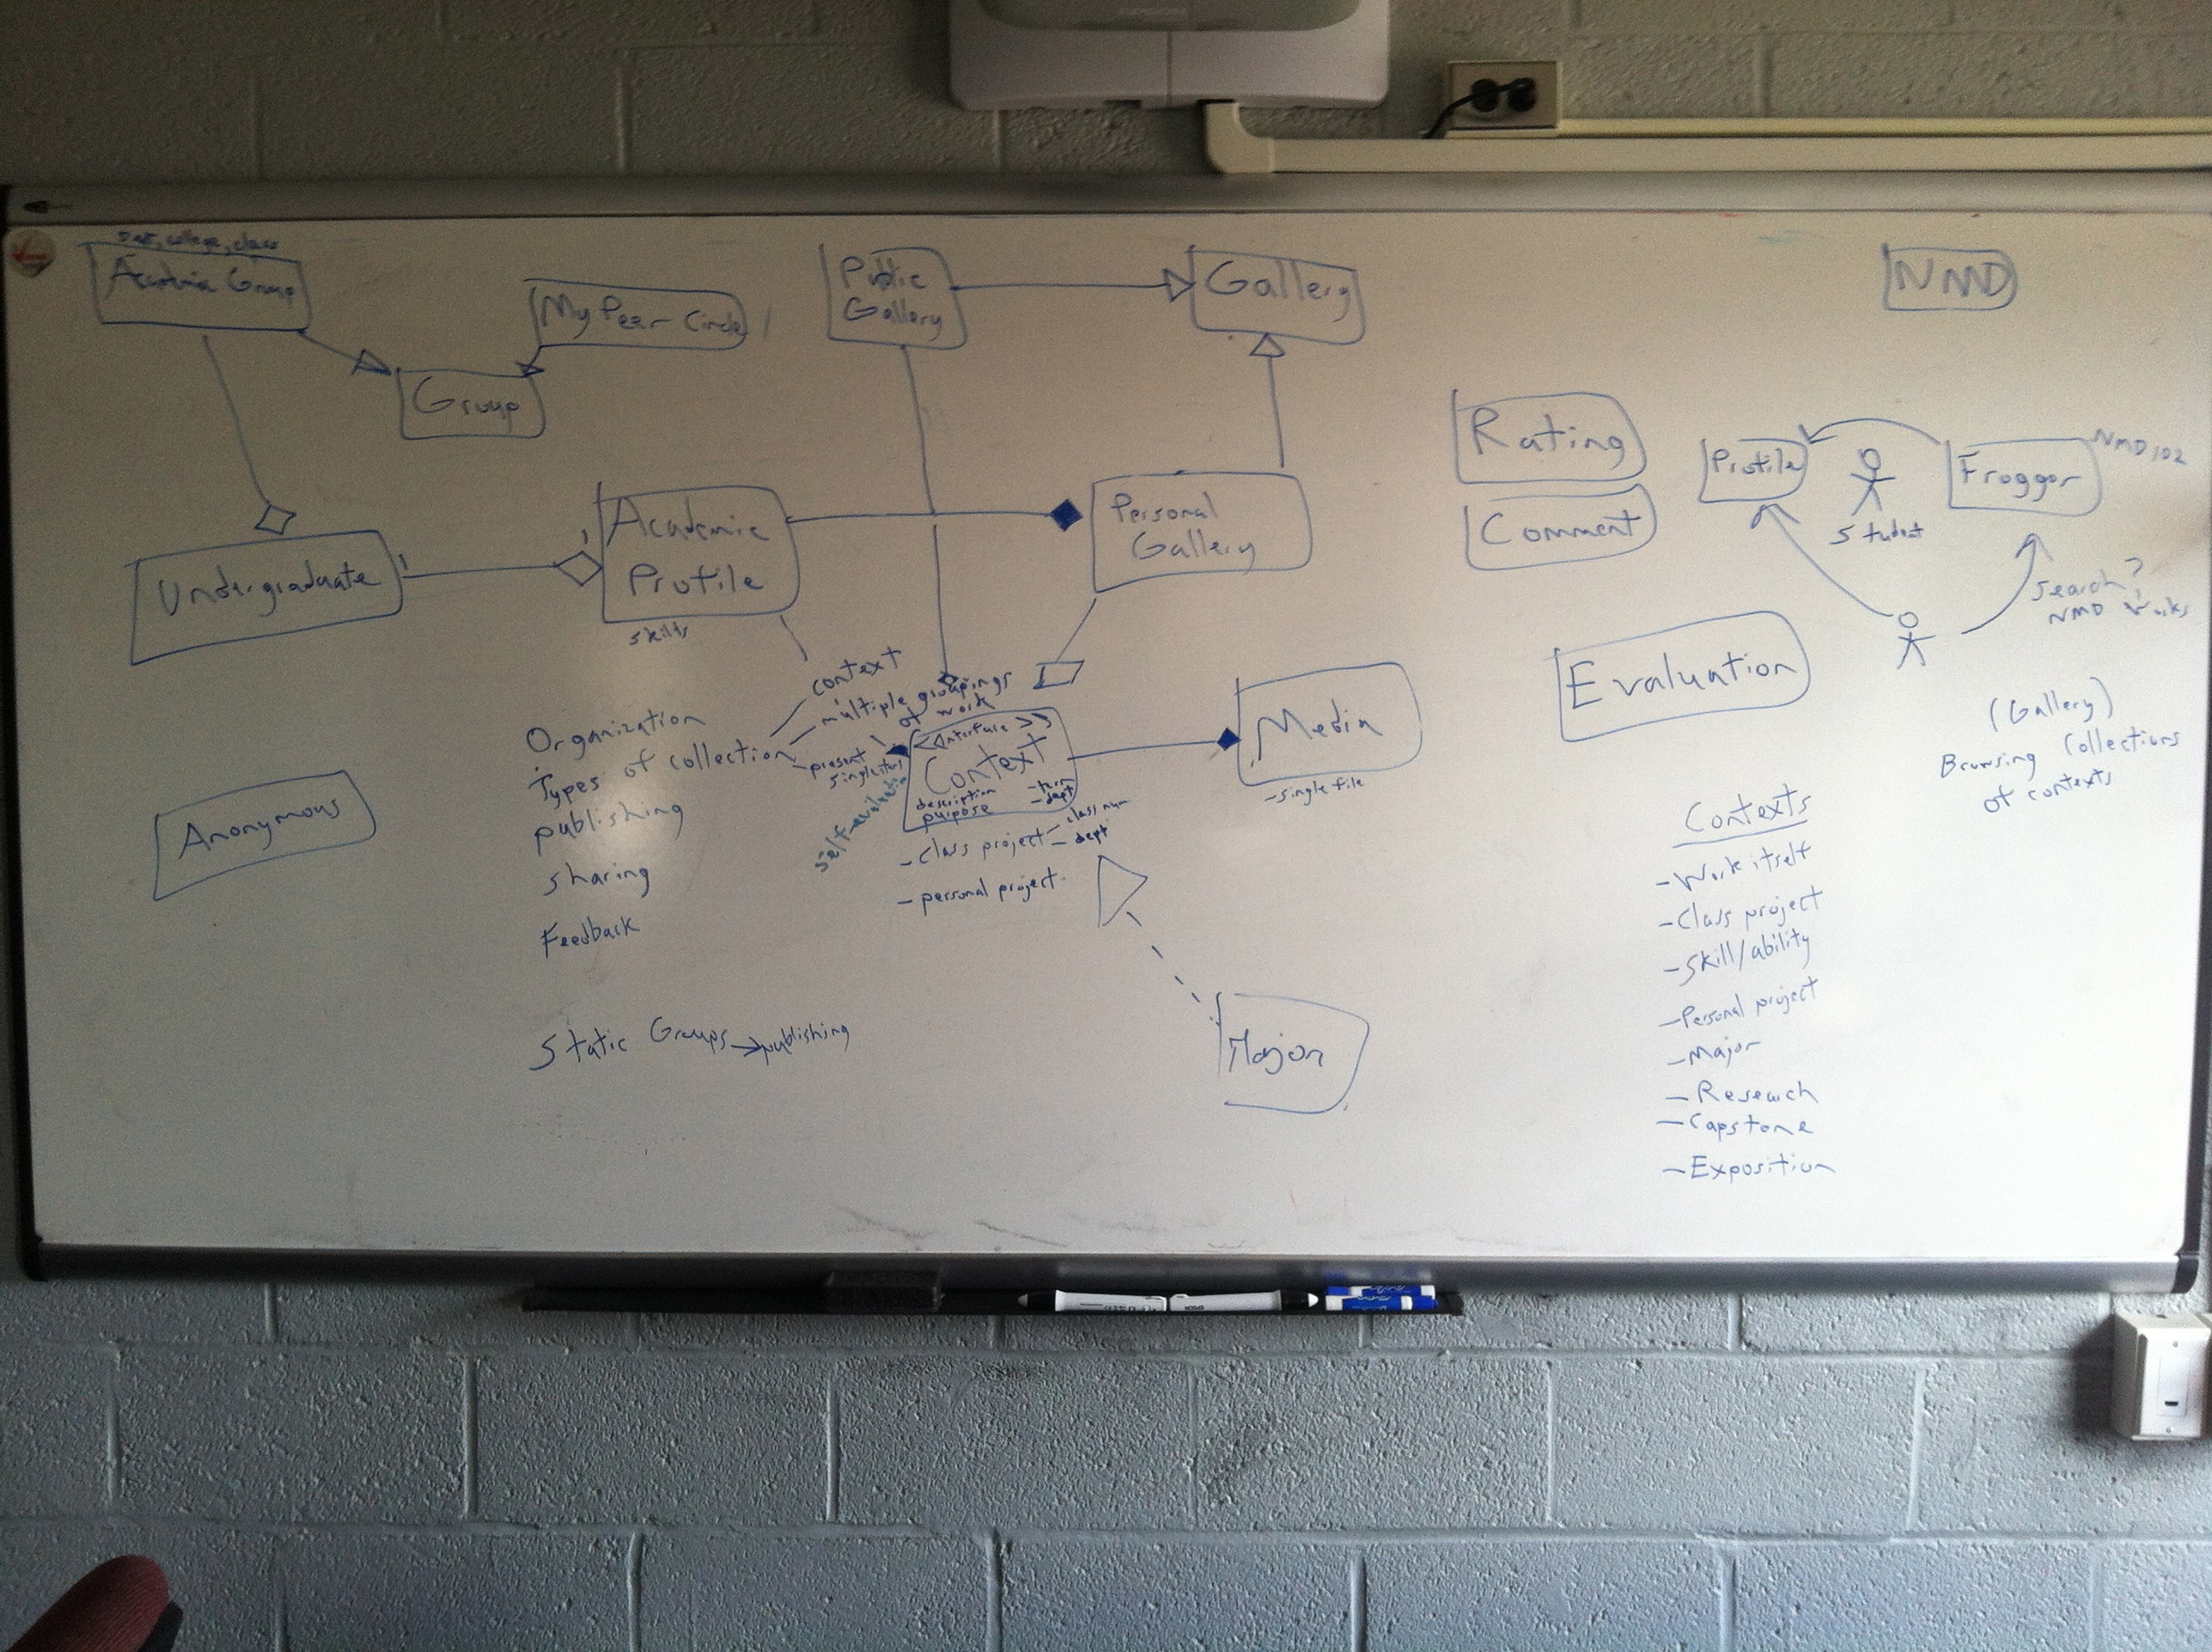 college, class
Academic Group
My Peer Circle
Group
Public
Gallery
Gallery
NMD
Undergraduate
Academic
Profile
skills
Personal
Gallery
Rating
Comment
Profile
Student
Froggor
NMD 102
Search?
NMD works
Evaluation
(Gallery)
Browsing Collections
of contexts
Anonymous
Organization
Types of collection
publishing
sharing
Feedback
context
multiple groupings
of work
- present
self-evaluation
<<Interface>>
Context
description
purpose
- term
- dept
- class project
- class num
- dept
- personal project
Media
- single file
Static Groups → publishing
Major
Contexts
- Work itself
- Class project
- Skill/ability
- Personal project
- Major
- Research
- Capstone
- Exposition